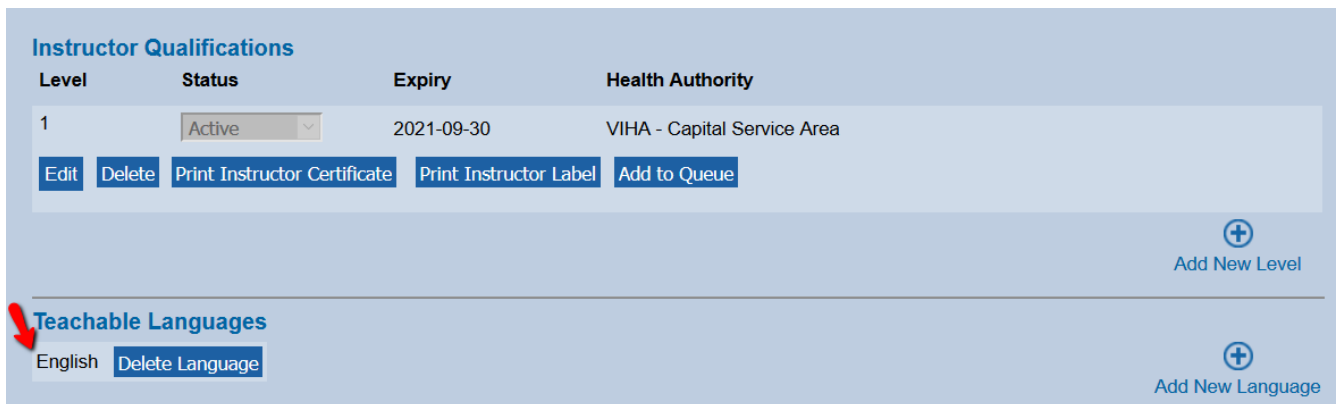 Instructor Qualifications
Level Status Expiry Health Authority
1 Active 2021-09-30 VIHA - Capital Service Area
Edit Delete Print Instructor Certificate Print Instructor Label Add to Queue
Add New Level
Teachable Languages
English Delete Language
Add New Language